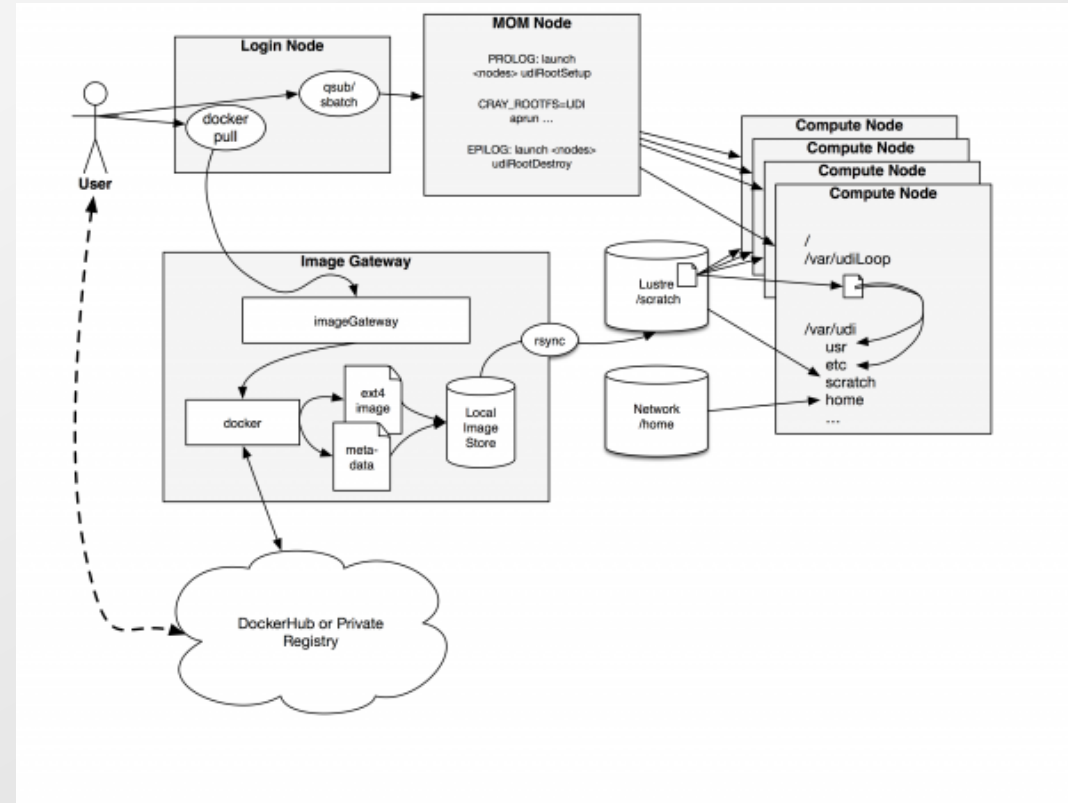 Login Node
qsub/
sbatch
docker
pull
User
MOM Node
PROLOG: launch
<nodes> udiRootSetup
CRAY_ROOTFS=UDI
aprun ...
EPILOG: launch <nodes>
udiRootDestroy
Compute Node
Compute Node
Compute Node
Compute Node
/
/var/udiLoop
/var/udi
usr
etc
scratch
home
...
Image Gateway
imageGateway
docker
ext4
image
meta-
data
Local
Image
Store
rsync
Lustre
/scratch
Network
/home
DockerHub or Private
Registry